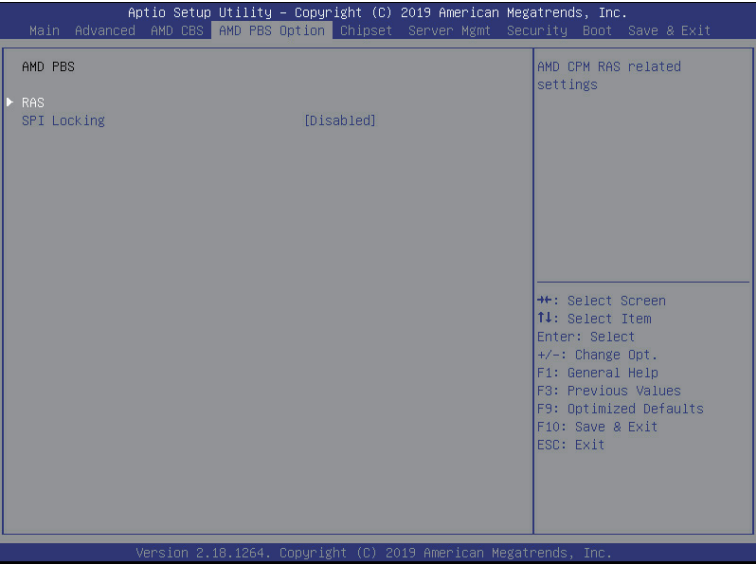 Aptio Setup Utility – Copyright (C) 2019 American Megatrends, Inc.
Main Advanced AMD CBS AMD PBS Option Chipset Server Mgmt Security Boot Save & Exit
AMD PBS
RAS
SPI Locking [Disabled]
AMD CPM RAS related
settings
→←: Select Screen
↑↓: Select Item
Enter: Select
+/-: Change Opt.
F1: General Help
F3: Previous Values
F9: Optimized Defaults
F10: Save & Exit
ESC: Exit
Version 2.18.1264. Copyright (C) 2019 American Megatrends, Inc.